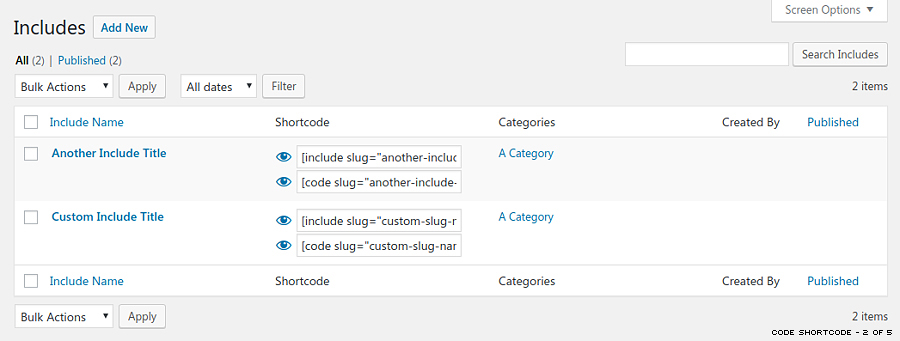 Screen Options ▼
Includes Add New
All (2) | Published (2)
Search Includes
Bulk Actions Apply All dates Filter 2 items
Include Name Shortcode Categories Created By Published
Another Include Title [include slug="another-includ A Category
[code slug="another-include-
Custom Include Title [include slug="custom-slug-n A Category
[code slug="custom-slug-nar
Include Name Shortcode Categories Created By Published
Bulk Actions Apply 2 items
CODE SHORTCODE - 2 OF 5